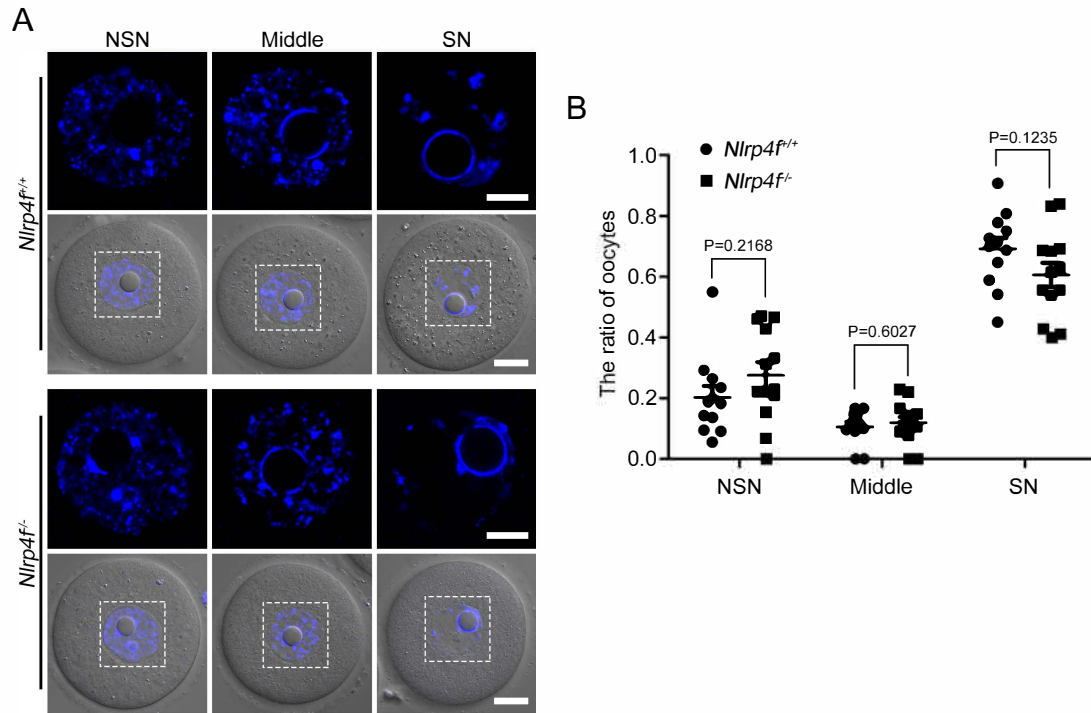 A
NSN Middle SN
Nlrp4f+/+
Nlrp4f-/-
B
Nlrp4f+/+
Nlrp4f-/-
P=0.2168
P=0.6027
P=0.1235
The ratio of oocytes
1.0
0.8
0.6
0.4
0.2
0.0
NSN Middle SN